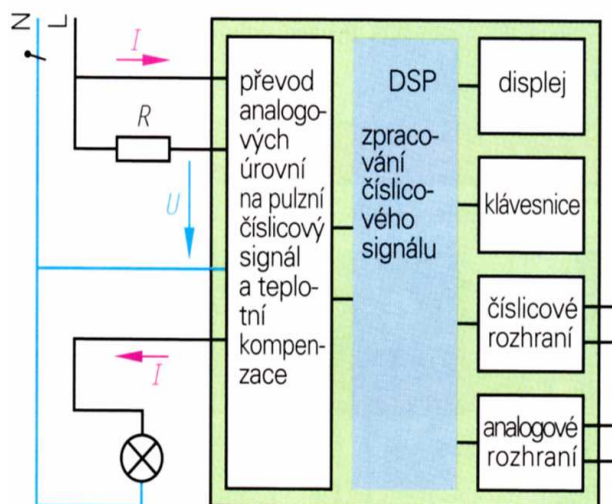 N
L
I
R
U
I
převod
analogo-
vých
úrovní
na pulzní
číslicový
signál
a teplo-
tní
kompen-
zace
DSP
zpraco-
vání
číslico-
vého
signálu
displej
klávesnice
číslicové
rozhraní
analogové
rozhraní